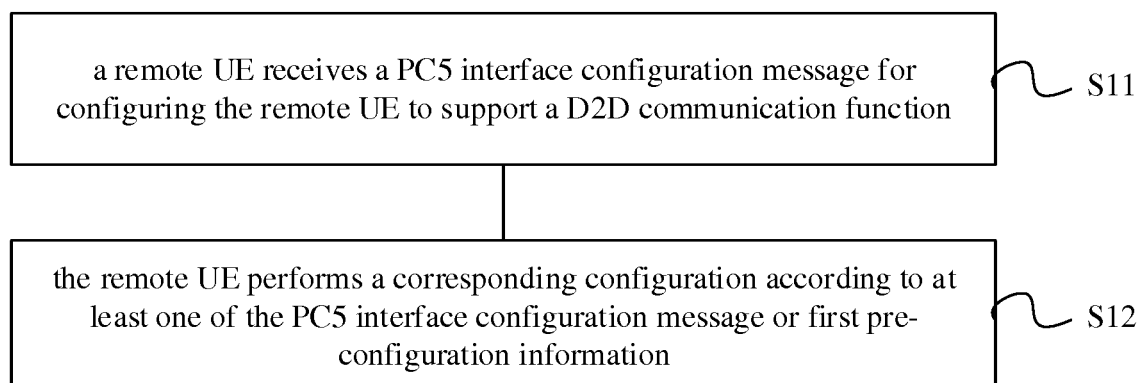 a remote UE receives a PC5 interface configuration message for
configuring the remote UE to support a D2D communication function
S11
the remote UE performs a corresponding configuration according to at
least one of the PC5 interface configuration message or first pre-
configuration information
S12